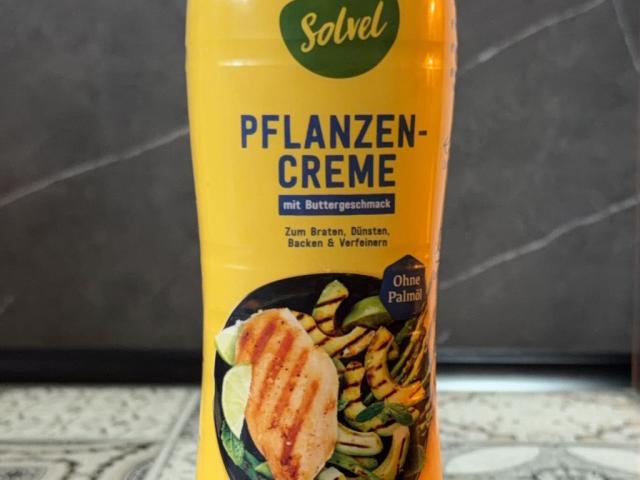 Solvel
PFLANZEN-
CREME
mit Buttergeschmack
Zum Braten, Dünsten,
Backen & Verfeinern
Ohne
Palmöl